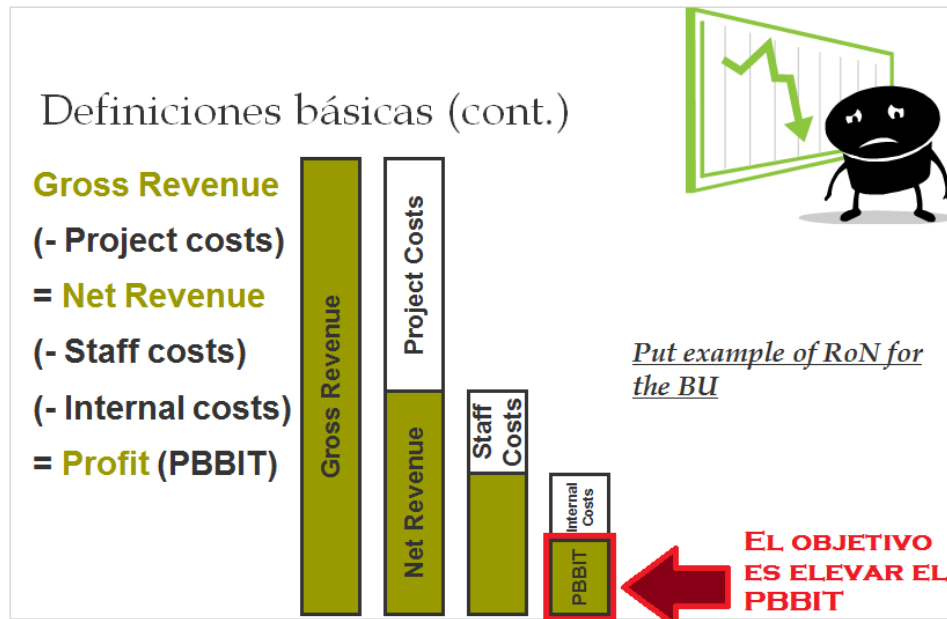 Definiciones básicas (cont.)
Gross Revenue
(- Project costs)
= Net Revenue
(- Staff costs)
(- Internal costs)
= Profit (PBBIT)
Gross Revenue
Project Costs
Net Revenue
Staff
Costs
Internal
Costs
PBBIT
Put example of RoN for
the BU
El objetivo
es elevar el
PBBIT